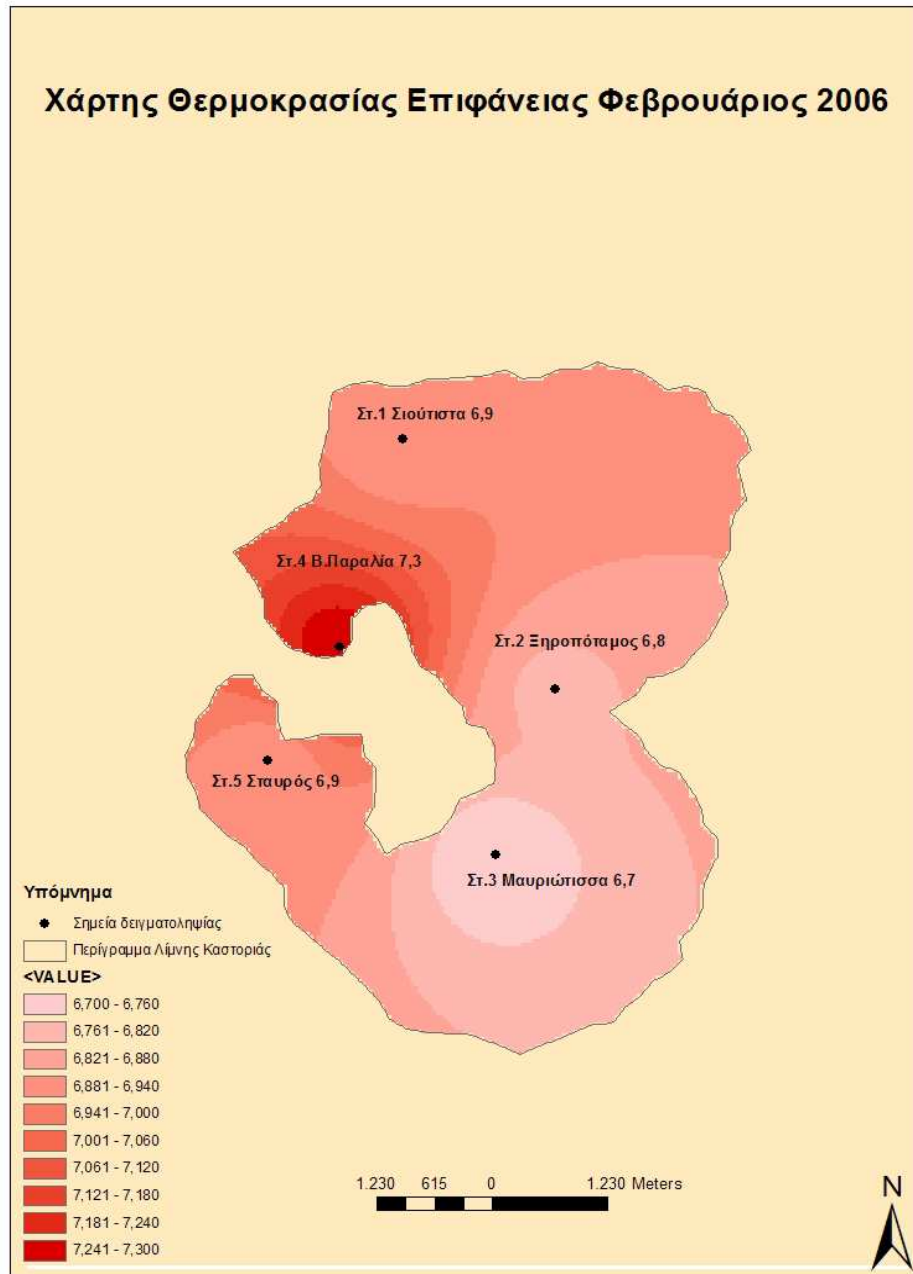 Χάρτης Θερμοκρασίας Επιφάνειας Φεβρουάριος 2006
Στ.1 Σιούτιστα 6,9
Στ.4 Β.Παραλία 7,3
Στ.2 Ξηροπόταμος 6,8
Στ.5 Σταυρός 6,9
Στ.3 Μαυριώτισσα 6,7
Υπόμνημα
Σημεία δειγματοληψίας
Περίγραμμα Λίμνης Καστοριάς
<VALUE>
6,700 - 6,760
6,761 - 6,820
6,821 - 6,880
6,881 - 6,940
6,941 - 7,000
7,001 - 7,060
7,061 - 7,120
7,121 - 7,180
7,181 - 7,240
7,241 - 7,300
1.230 615 0 1.230 Meters
N